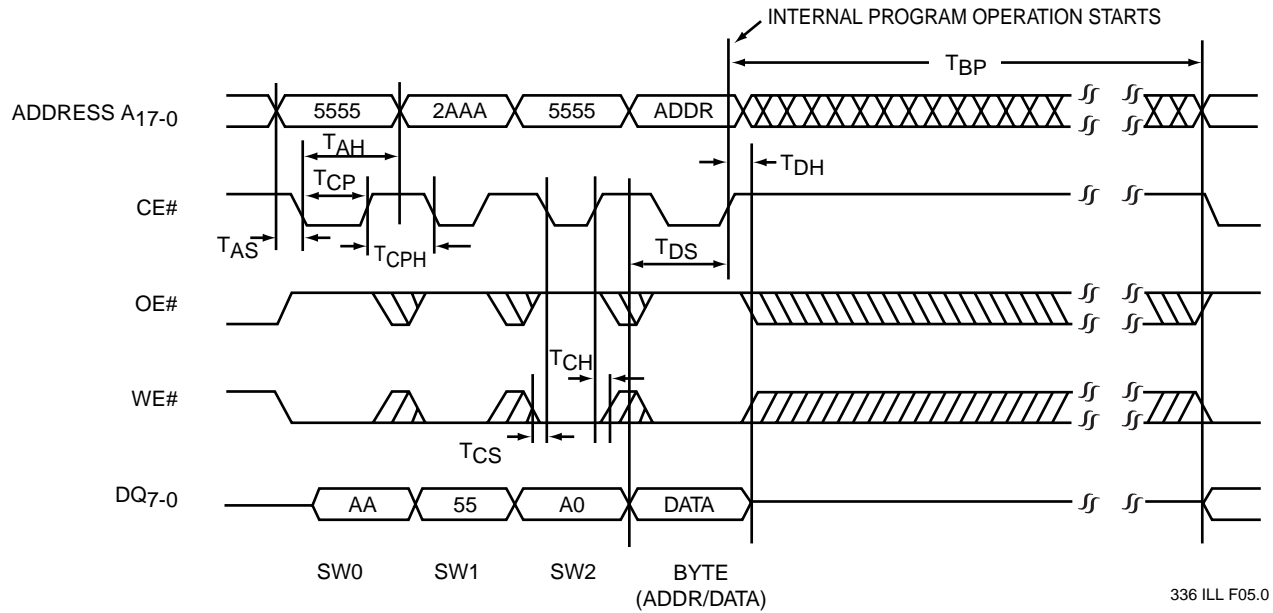 INTERNAL PROGRAM OPERATION STARTS
TBP
ADDRESS A17-0
5555
2AAA
5555
ADDR
TAH
TDH
TCP
CE#
TAS
TCPH
TDS
OE#
TCH
WE#
TCS
DQ7-0
AA
55
A0
DATA
SW0
SW1
SW2
BYTE
(ADDR/DATA)
336 ILL F05.0